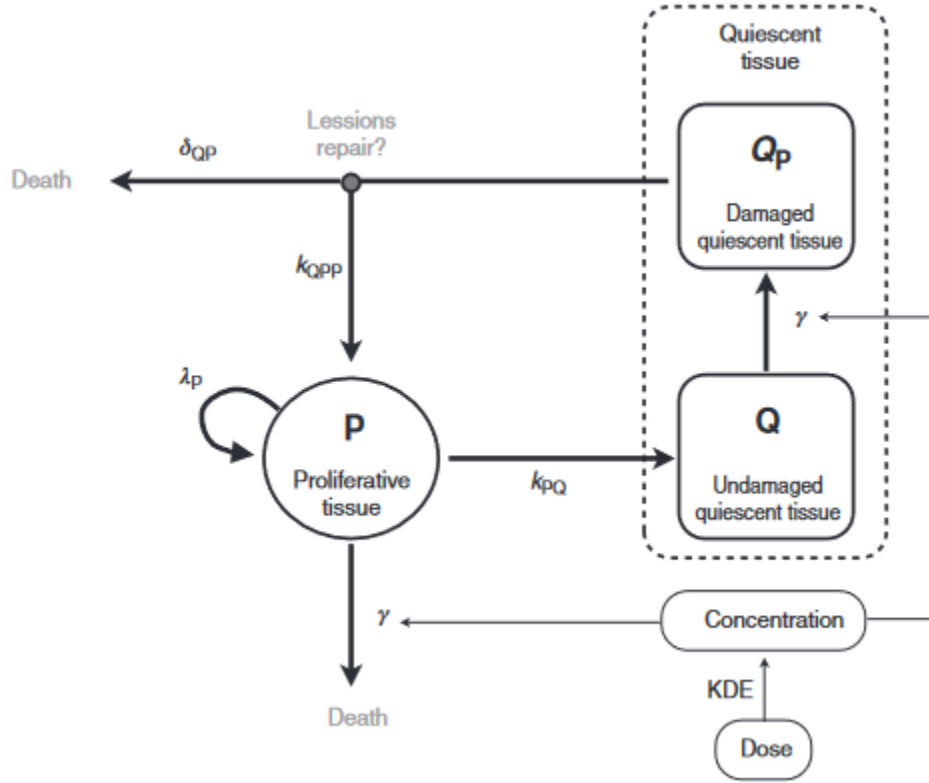 Quiescent
tissue
Lessions
repair?
δQP
Death
QP
Damaged
quiescent tissue
kQPP
γ
λP
P
Proliferative
tissue
kPQ
Q
Undamaged
quiescent tissue
γ
Concentration
KDE
Death
Dose